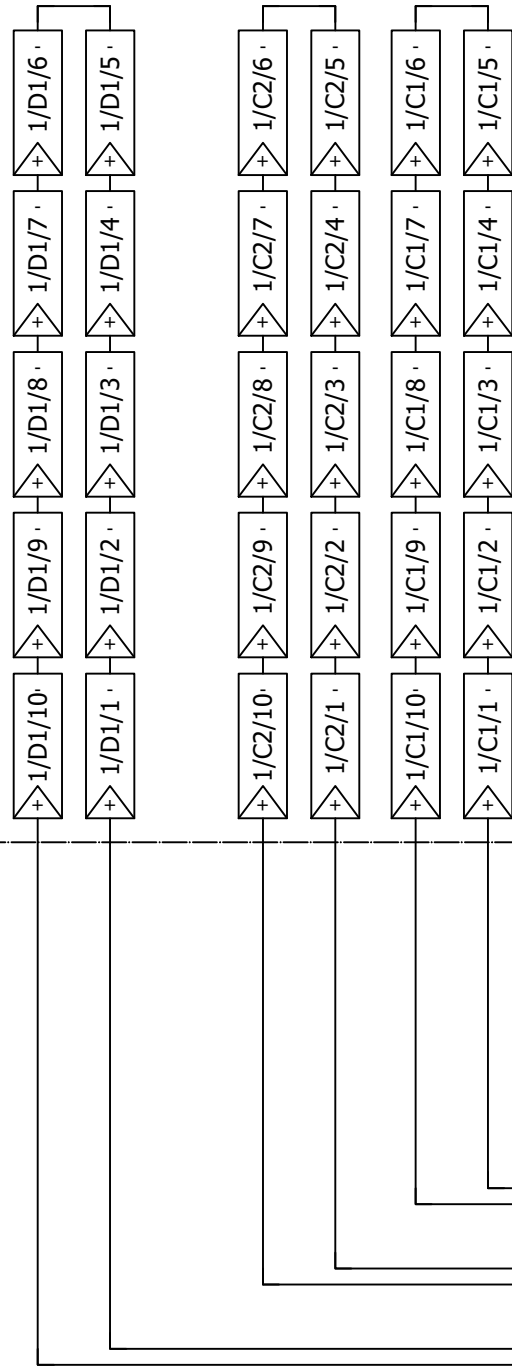 + 1/D1/6 -
+ 1/D1/5 -
+ 1/C2/6 -
+ 1/C2/5 -
+ 1/C1/6 -
+ 1/C1/5 -
+ 1/D1/7 -
+ 1/D1/4 -
+ 1/C2/7 -
+ 1/C2/4 -
+ 1/C1/7 -
+ 1/C1/4 -
+ 1/D1/8 -
+ 1/D1/3 -
+ 1/C2/8 -
+ 1/C2/3 -
+ 1/C1/8 -
+ 1/C1/3 -
+ 1/D1/9 -
+ 1/D1/2 -
+ 1/C2/9 -
+ 1/C2/2 -
+ 1/C1/9 -
+ 1/C1/2 -
+ 1/D1/10-
+ 1/D1/1 -
+ 1/C2/10-
+ 1/C2/1 -
+ 1/C1/10-
+ 1/C1/1 -